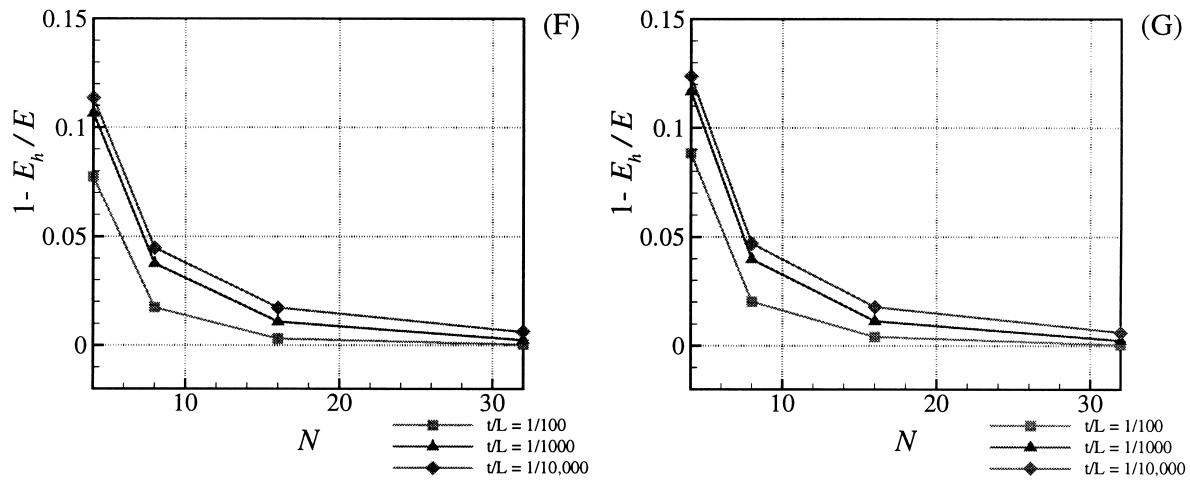 (F)
0.15
0.1
0.05
0
1- E_h / E
10
20
30
N
t/L = 1/100
t/L = 1/1000
t/L = 1/10,000
(G)
0.15
0.1
0.05
0
1- E_h / E
10
20
30
N
t/L = 1/100
t/L = 1/1000
t/L = 1/10,000